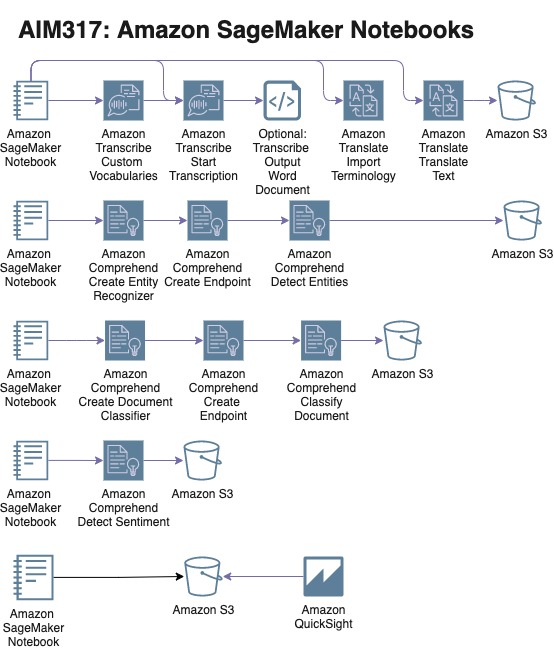 AIM317: Amazon SageMaker Notebooks
Amazon
SageMaker
Notebook
Amazon
Transcribe
Custom
Vocabularies
Amazon
Transcribe
Start
Transcription
Optional:
Transcribe
Output
Word
Document
Amazon
Translate
Import
Terminology
Amazon
Translate
Translate
Text
Amazon S3
Amazon
SageMaker
Notebook
Amazon
Comprehend
Create Entity
Recognizer
Amazon
Comprehend
Create Endpoint
Amazon
Comprehend
Detect Entities
Amazon S3
Amazon
SageMaker
Notebook
Amazon
Comprehend
Create Document
Classifier
Amazon
Comprehend
Create
Endpoint
Amazon
Comprehend
Classify
Document
Amazon S3
Amazon
SageMaker
Notebook
Amazon
Comprehend
Detect Sentiment
Amazon S3
Amazon
SageMaker
Notebook
Amazon S3
Amazon
QuickSight